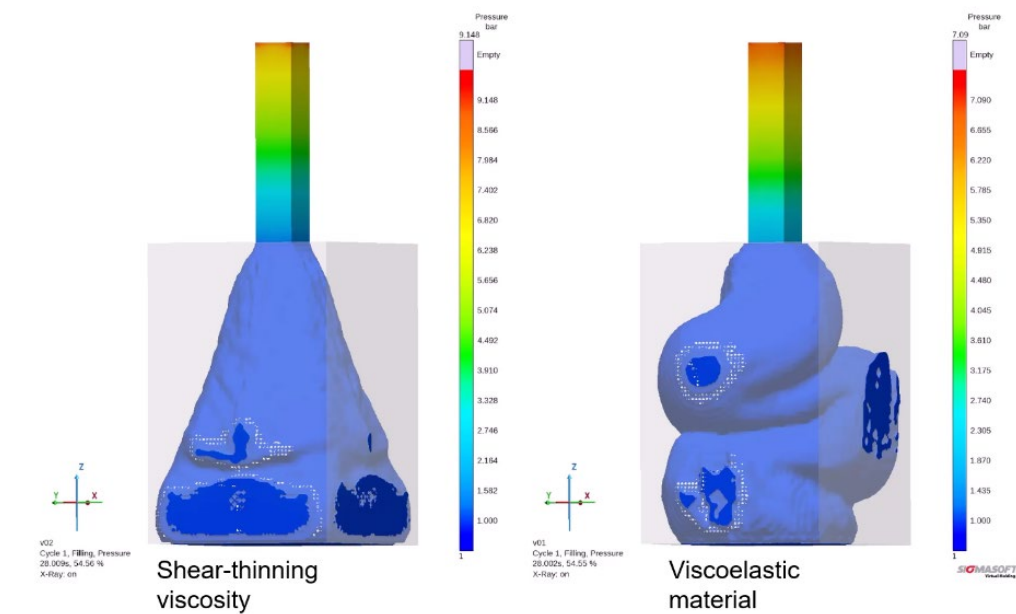 Pressure
bar
9.148
Empty
9.148
8.566
7.984
7.402
6.820
6.238
5.656
5.074
4.492
3.910
3.328
2.746
2.164
1.582
1.000
1
Z
Y
X
v02
Cycle 1, Filling, Pressure
28.009s, 54.56 %
X-Ray: on
Shear-thinning
viscosity
Pressure
bar
7.09
Empty
7.090
6.655
6.220
5.785
5.350
4.915
4.480
4.045
3.610
3.175
2.740
2.305
1.870
1.435
1.000
1
Z
Y
X
v01
Cycle 1, Filling, Pressure
28.002s, 54.55 %
X-Ray: on
Viscoelastic
material
SIGMASOFT
Virtual Molding